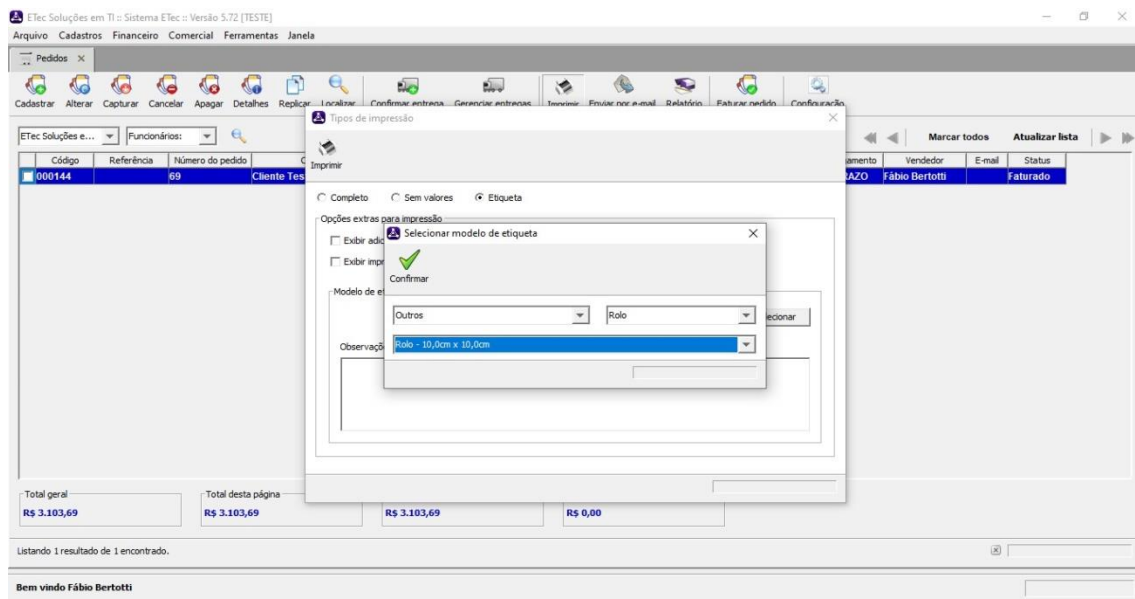 ETec Soluções em TI :: Sistema ETec :: Versão 5.72 [TESTE]
Arquivo Cadastros Financeiro Comercial Ferramentas Janela
Pedidos
Cadastrar Alterar Capturar Cancelar Apagar Detalhes Replicar Localizar Confirmar entrega Gerenciar entregas Imprimir Enviar por e-mail Relatório Faturar pedido Configuração
Tipos de impressão
ETec Soluções e... Funcionários: Marcar todos Atualizar lista
Imprimir
Código Referência Número do pedido C amento Vendedor E-mail Status
000144 69 Cliente Tes AZO Fábio Bertotti Faturado
Completo Sem valores Etiqueta
Opções extras para impressão
Exibir adic
Selecionar modelo de etiqueta
Exibir impr
Confirmar
Modelo de et
Outros Rolo ecionar
Observaçõ
Rolo - 10,0cm x 10,0cm
Total geral Total desta página
R$ 3.103,69 R$ 3.103,69 R$ 3.103,69 R$ 0,00
Listando 1 resultado de 1 encontrado.
Bem vindo Fábio Bertotti